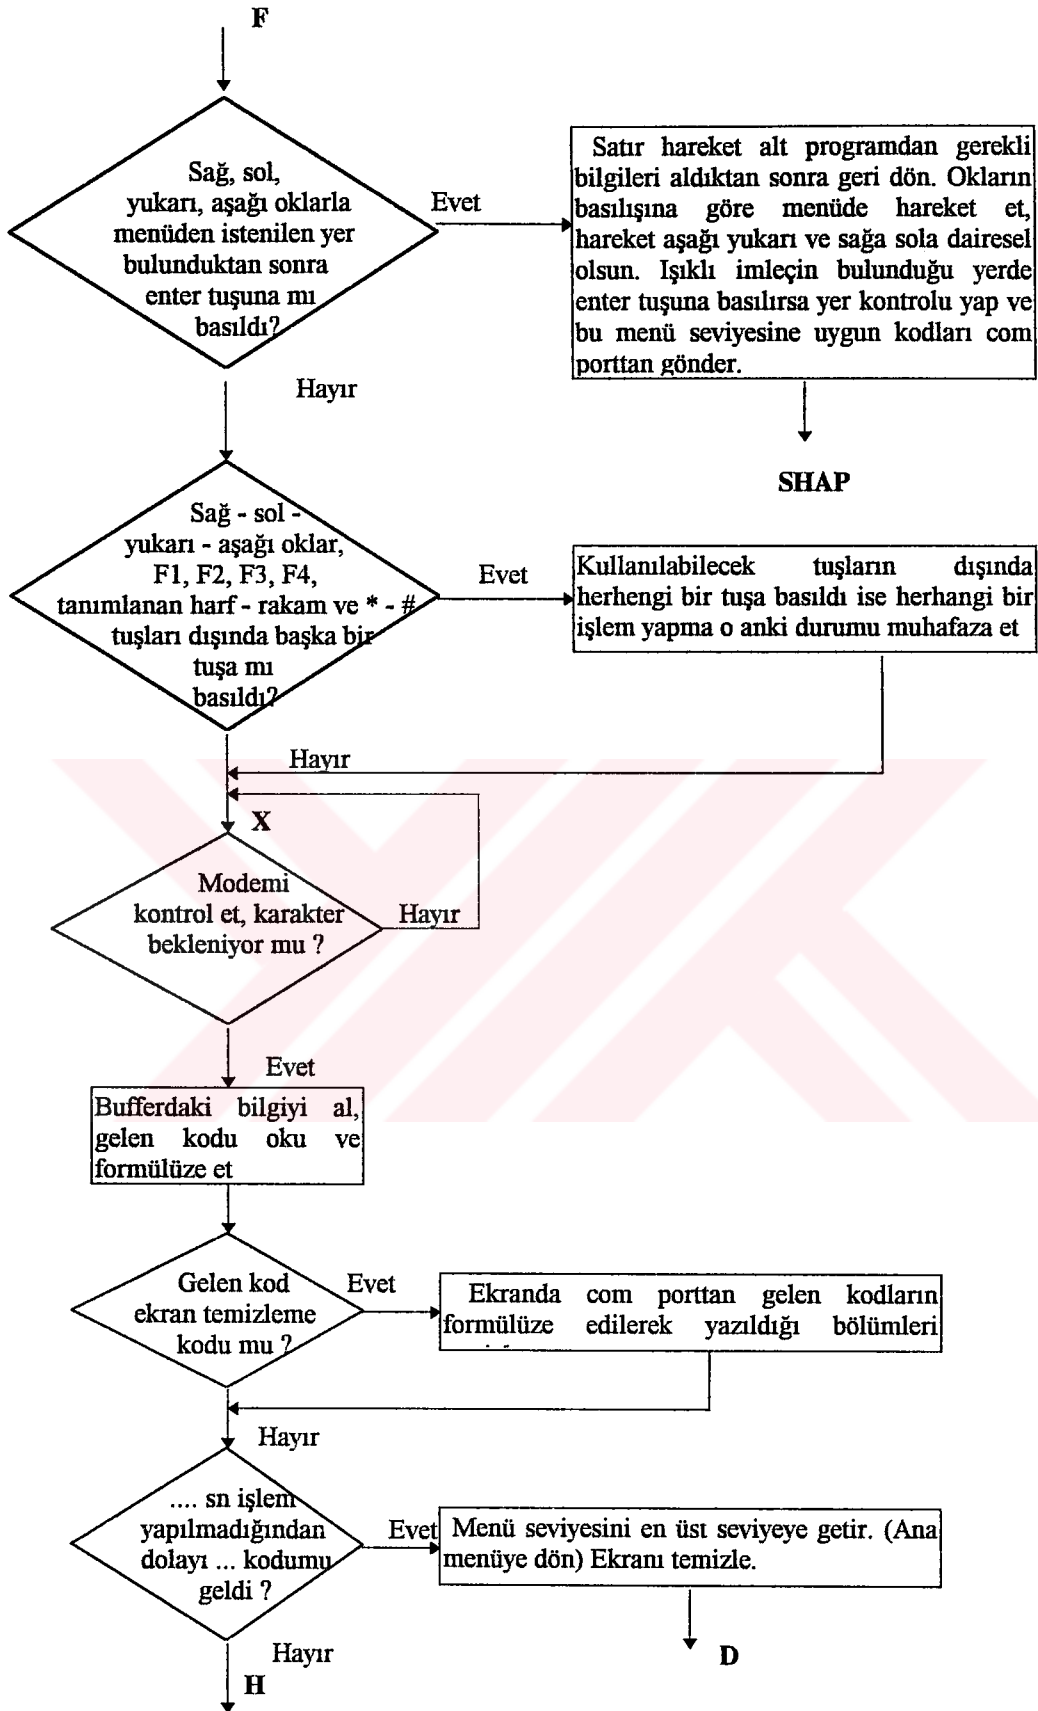 F
Sağ, sol,
yukarı, aşağı oklarla
menüden istenilen yer
bulunduktan sonra
enter tuşuna mı
basıldı?
Evet
Satır hareket alt programdan gerekli
bilgileri aldıktan sonra geri dön. Okların
basılışına göre menüde hareket et,
hareket aşağı yukarı ve sağa sola dairesel
olsun. Işıklı imleçin bulunduğu yerde
enter tuşuna basılırsa yer kontrolu yap ve
bu menü seviyesine uygun kodları com
porttan gönder.
Hayır
SHAP
Sağ - sol -
yukarı - aşağı oklar,
F1, F2, F3, F4,
tanımlanan harf - rakam ve * - #
tuşları dışında başka bir
tuşa mı
basıldı?
Evet
Kullanılabilecek tuşların dışında
herhengi bir tuşa basıldı ise herhangi bir
işlem yapma o anki durumu muhafaza et
Hayır
X
Modemi
kontrol et, karakter
bekleniyor mu ?
Hayır
Evet
Bufferdaki bilgiyi al,
gelen kodu oku ve
formülüze et
Gelen kod
ekran temizleme
kodu mu ?
Evet
Ekranda com porttan gelen kodların
formülüze edilerek yazıldığı bölümleri
Hayır
.... sn işlem
yapılmadığından
dolayı ... kodumu
geldi ?
Evet
Menü seviyesini en üst seviyeye getir. (Ana
menüye dön) Ekranı temizle.
Hayır
D
H